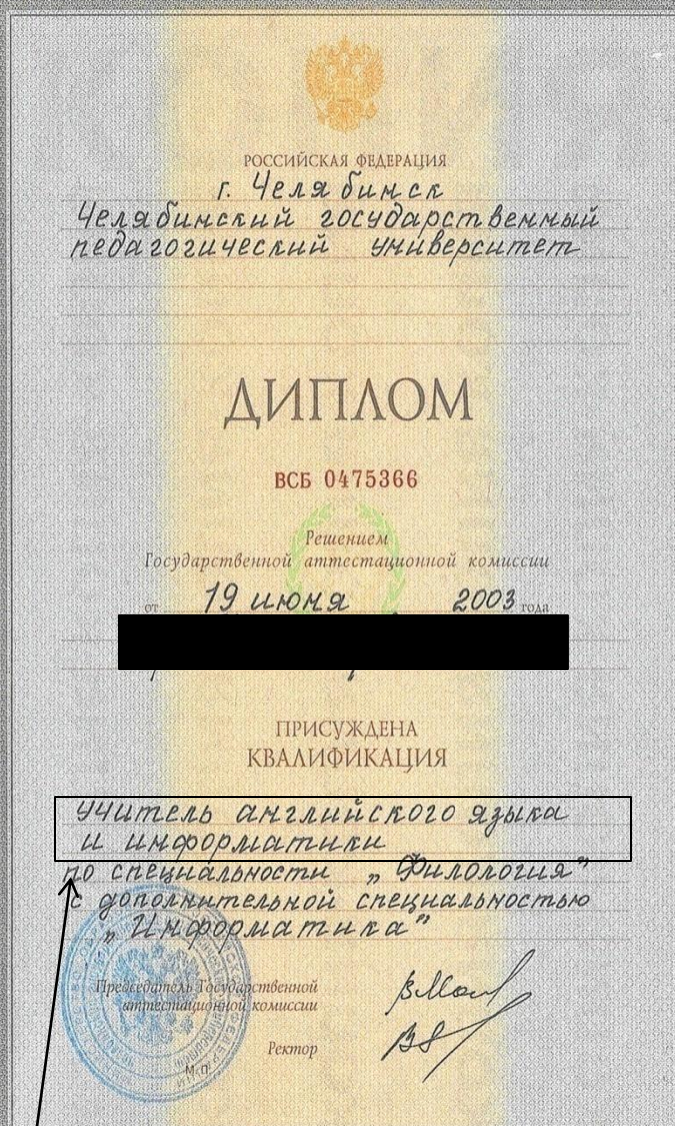 РОССИЙСКАЯ ФЕДЕРАЦИЯ
г. Челябинск
Челябинский государственный
педагогический университет
ДИПЛОМ
ВСБ 0475366
Решением
Государственной аттестационной комиссии
от 19 июня 2003 года
ПРИСУЖДЕНА
КВАЛИФИКАЦИЯ
учитель английского языка
и информатики
по специальности „Филология”
с дополнительной специальностью
„Информатика”
Председатель Государственной
аттестационной комиссии
Ректор
М.П.